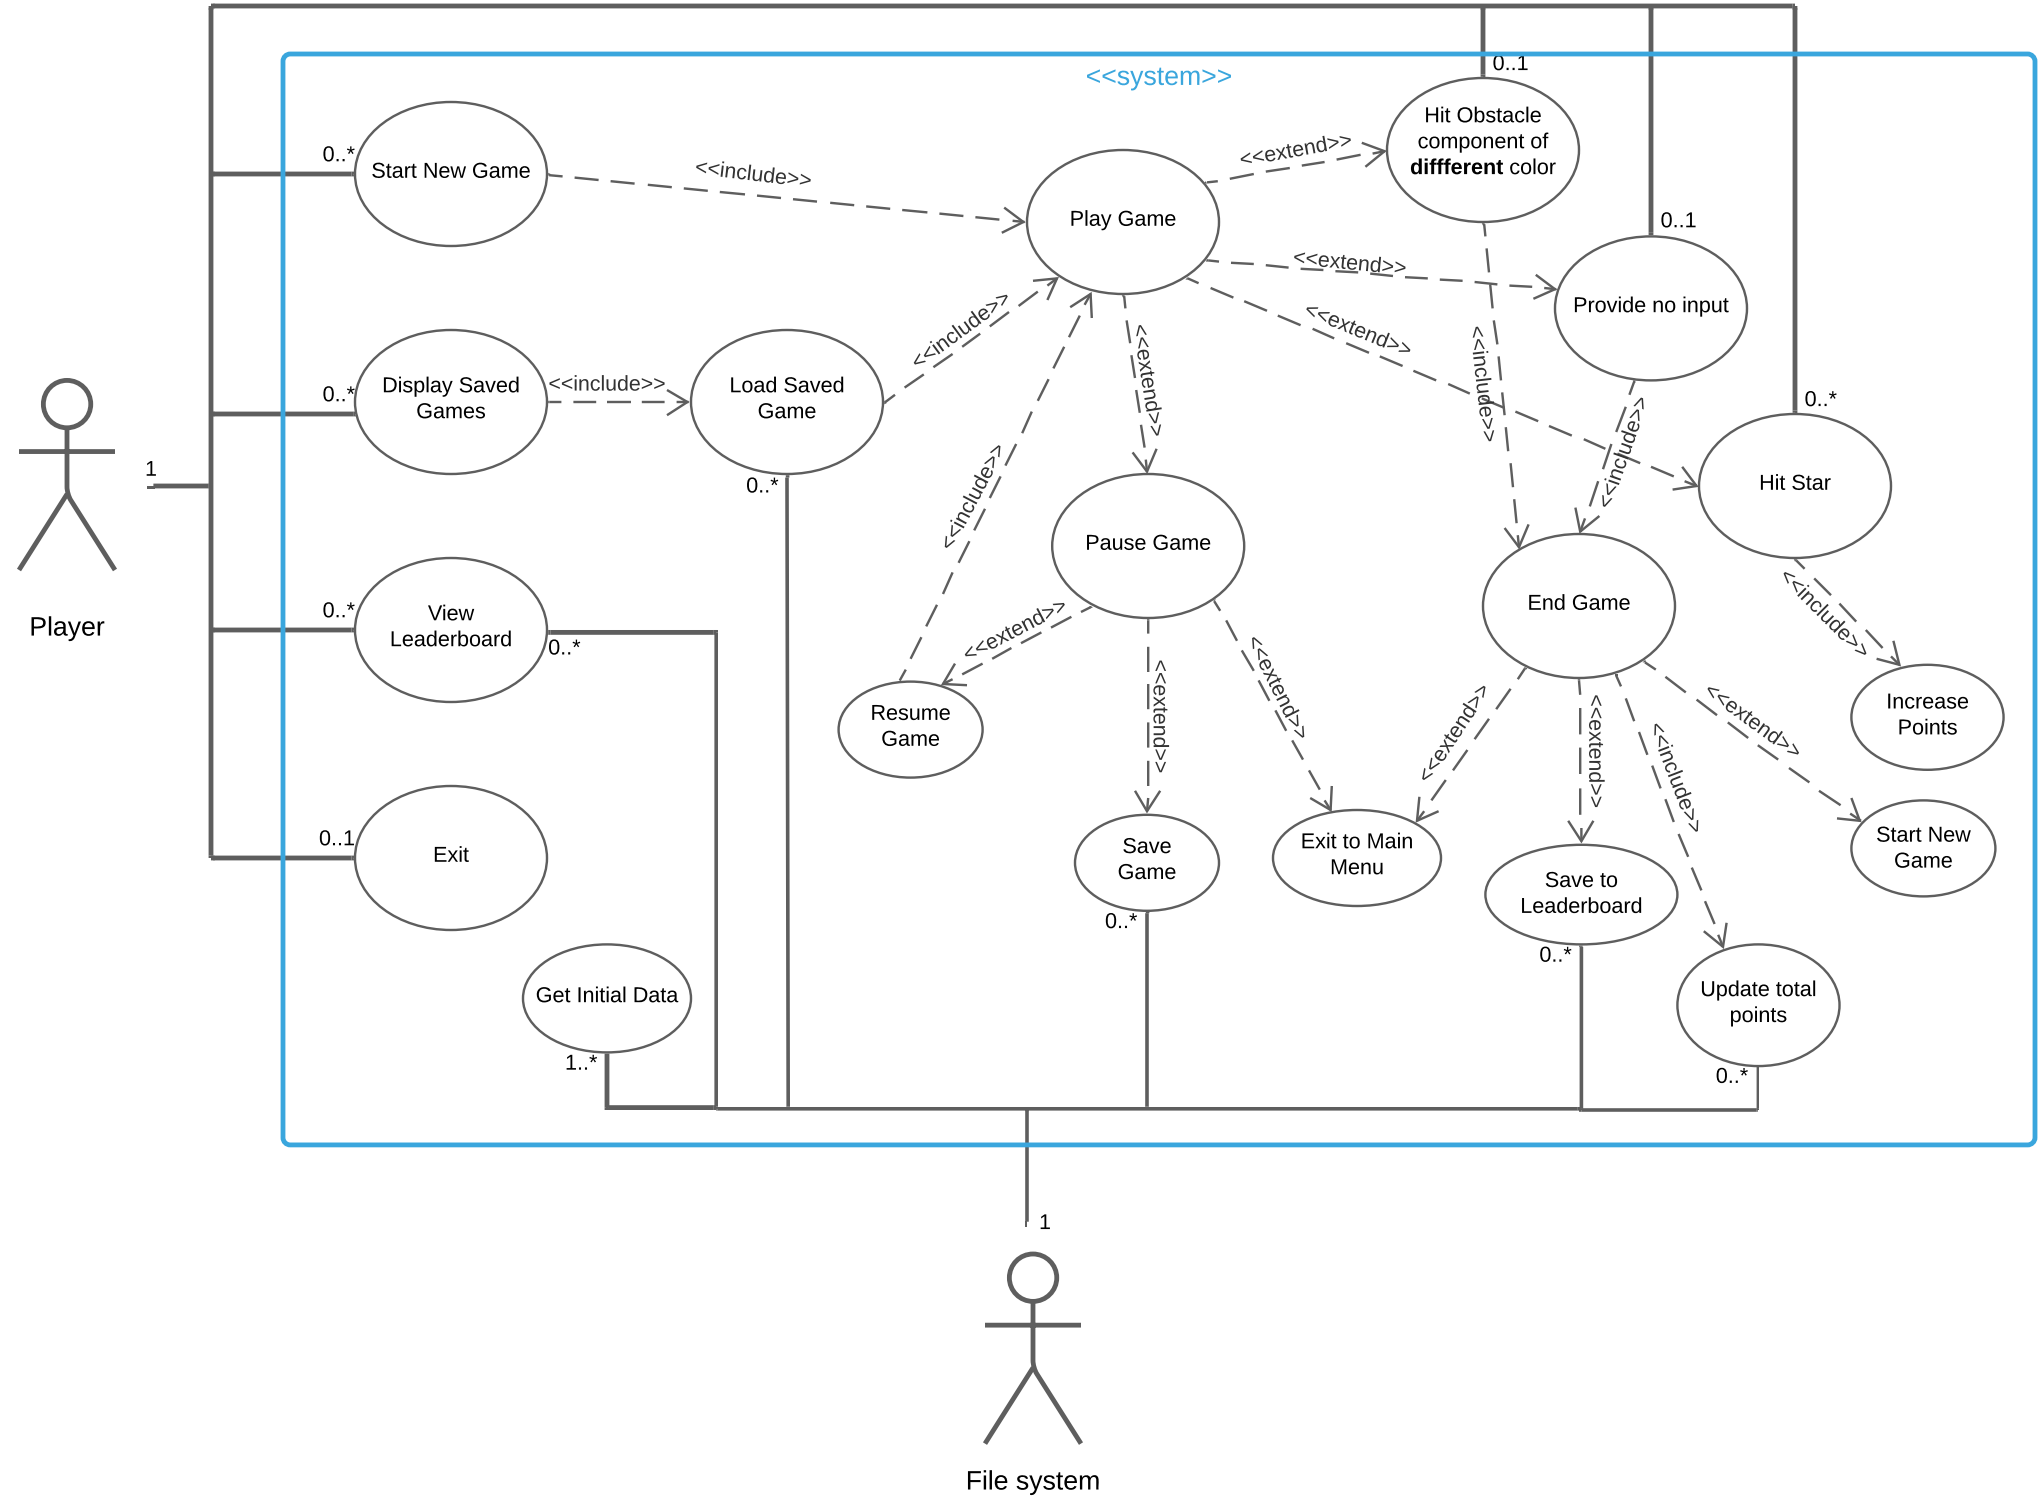 <<system>>
0..1
Hit Obstacle
component of
diffferent color
0..*
Start New Game
<<include>>
<<extend>>
Play Game
0..1
Provide no input
<<extend>>
<<extend>>
<<include>>
<<extend>>
<<include>>
<<include>>
0..*
Hit Star
0..*
Display Saved
Games
<<include>>
Load Saved
Game
0..*
<<include>>
1
Player
Pause Game
End Game
<<include>>
0..*
View
Leaderboard
0..*
<<extend>>
<<extend>>
<<extend>>
<<extend>>
<<extend>>
<<include>>
<<extend>>
Resume
Game
Increase
Points
0..1
Exit
Save
Game
0..*
Exit to Main
Menu
Save to
Leaderboard
0..*
Start New
Game
Get Initial Data
1..*
Update total
points
0..*
1
File system